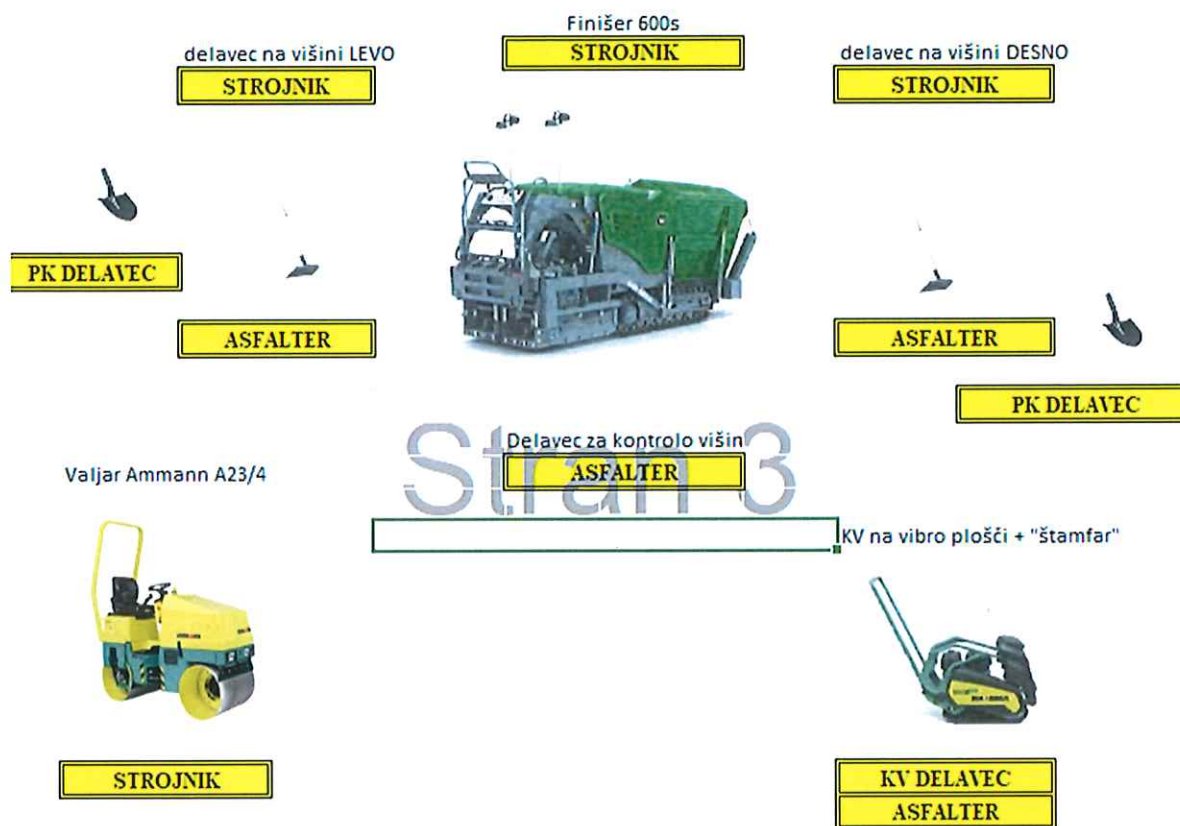 Finišer 600s
STROJNIK
delavec na višini LEVO
STROJNIK
delavec na višini DESNO
STROJNIK
PK DELAVEC
ASFALTER
ASFALTER
PK DELAVEC
Stran 3
Delavec za kontrolo višin
ASFALTER
Valjar Ammann A23/4
KV na vibro plošči + "štamfar"
STROJNIK
KV DELAVEC
ASFALTER